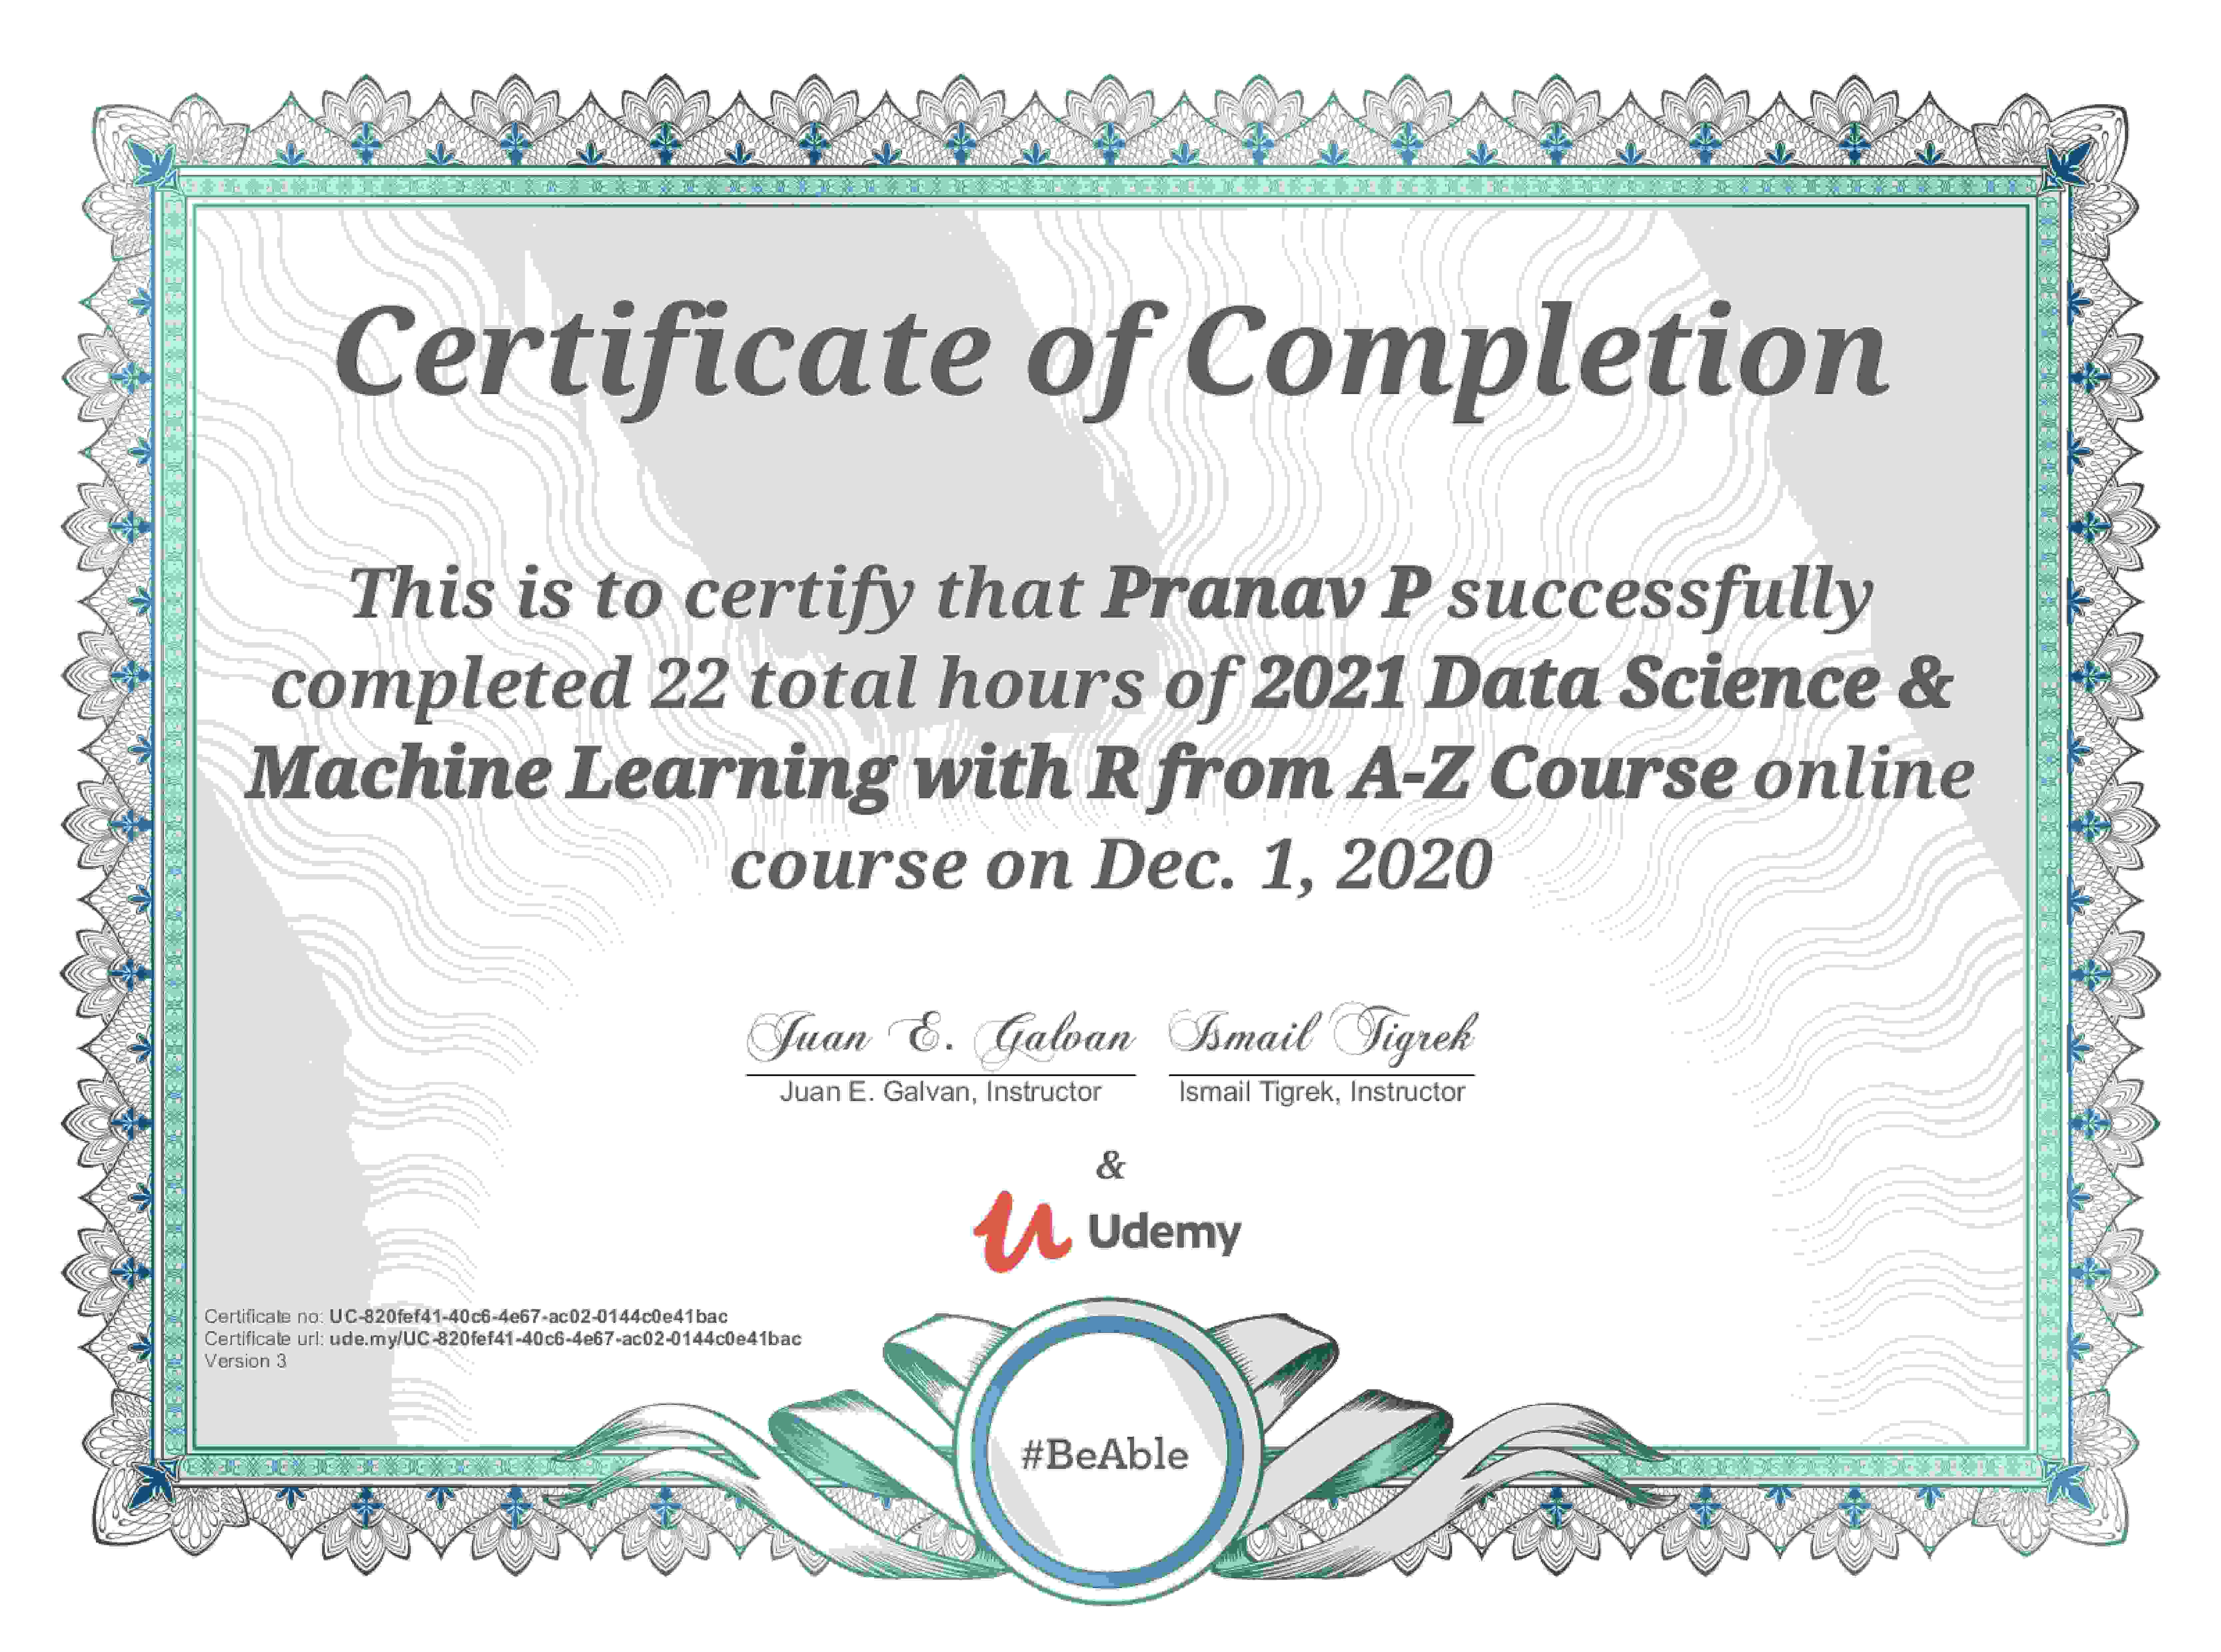 Certificate of Completion
This is to certify that Pranav P successfully
completed 22 total hours of 2021 Data Science &
Machine Learning with R from A-Z Course online
course on Dec. 1, 2020
Juan E. Galvan Ismail Tigrek
Juan E. Galvan, Instructor Ismail Tigrek, Instructor
&
Udemy
Certificate no: UC-820fef41-40c6-4e67-ac02-0144c0e41bac
Certificate url: ude.my/UC-820fef41-40c6-4e67-ac02-0144c0e41bac
Version 3
#BeAble